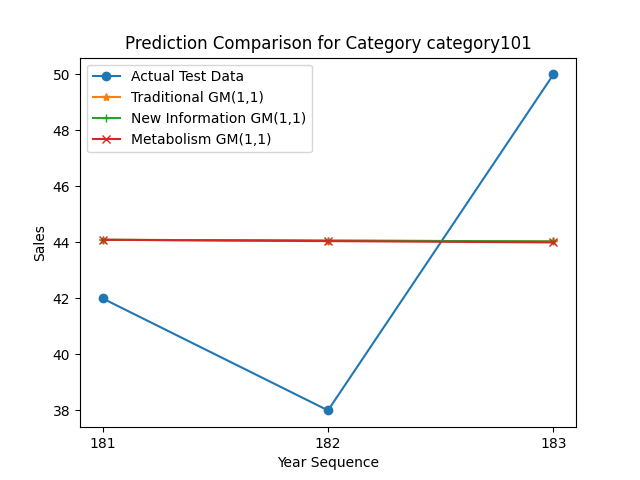 Prediction Comparison for Category category101
Actual Test Data
Traditional GM(1,1)
New Information GM(1,1)
Metabolism GM(1,1)
50
48
46
44
42
40
38
Sales
181
182
183
Year Sequence